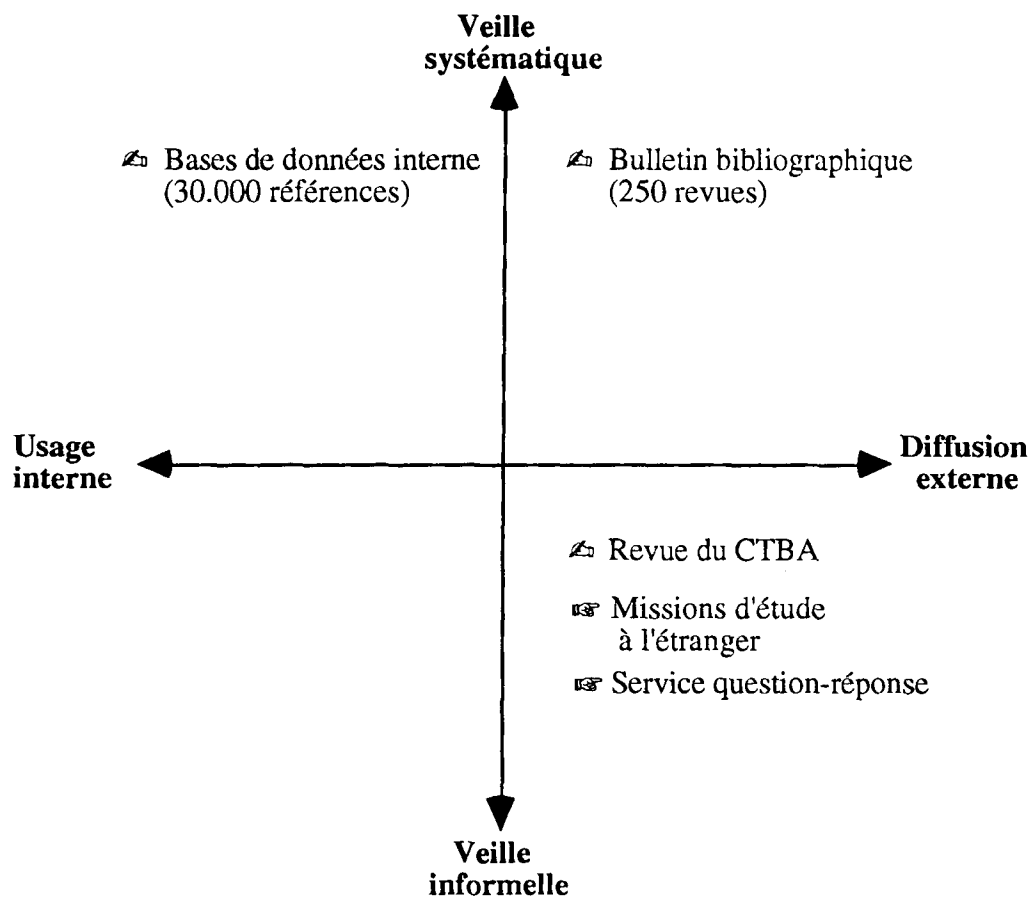 Veille
systématique
✍ Bases de données interne
(30.000 références)
✍ Bulletin bibliographique
(250 revues)
Usage
interne
Diffusion
externe
✍ Revue du CTBA
☞ Missions d'étude
à l'étranger
☞ Service question-réponse
Veille
informelle